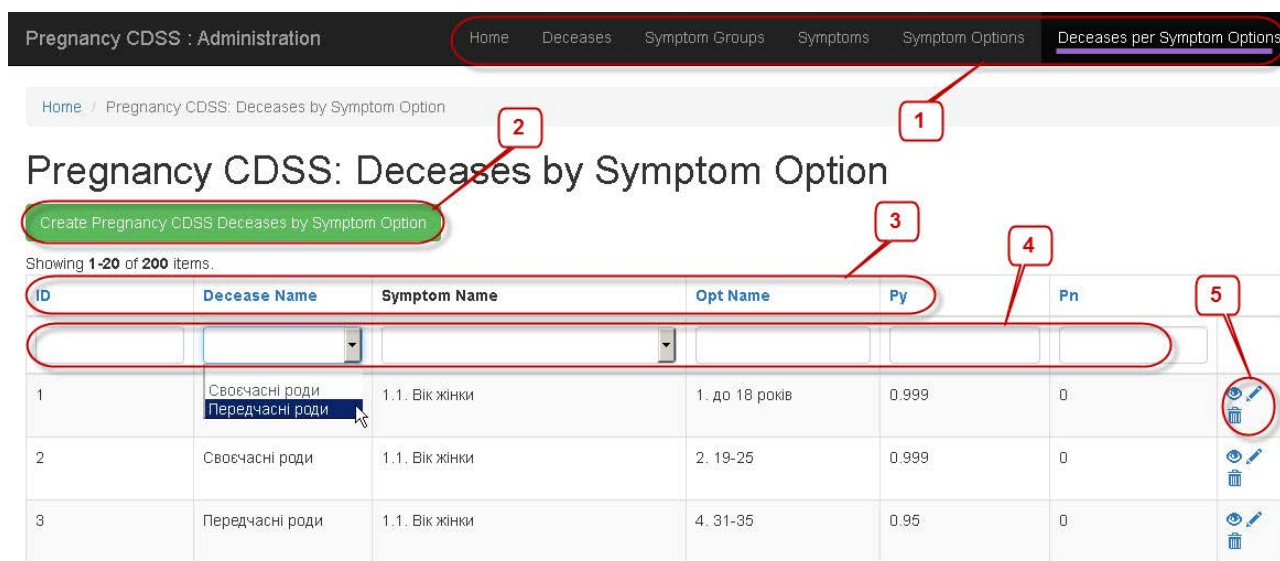 Pregnancy CDSS : Administration Home Deceases Symptom Groups Symptoms Symptom Options Deceases per Symptom Options
1
Home / Pregnancy CDSS: Deceases by Symptom Option
2
Pregnancy CDSS: Deceases by Symptom Option
Create Pregnancy CDSS Deceases by Symptom Option
3
4
Showing 1-20 of 200 items.
5
ID Decease Name Symptom Name Opt Name Py Pn
Своєчасні роди
Передчасні роди
1 1.1. Вік жінки 1. до 18 років 0.999 0
2 Своєчасні роди 1.1. Вік жінки 2. 19-25 0.999 0
3 Передчасні роди 1.1. Вік жінки 4. 31-35 0.95 0